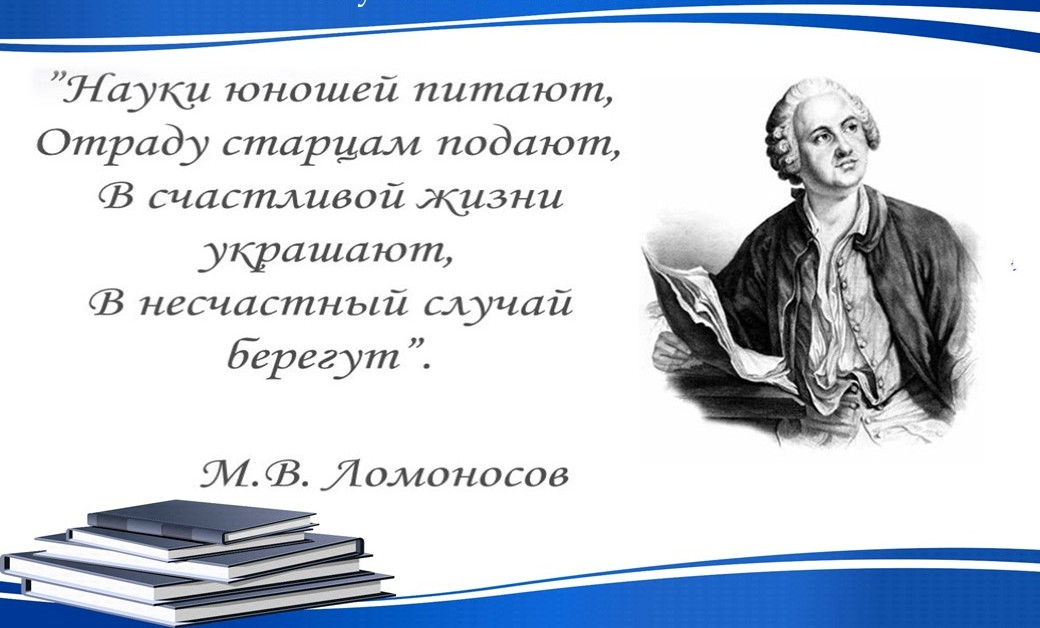 ”Науки юношей питают,
Отраду старцам подают,
В счастливой жизни
украшают,
В несчастный случай
берегут”.
М.В. Ломоносов